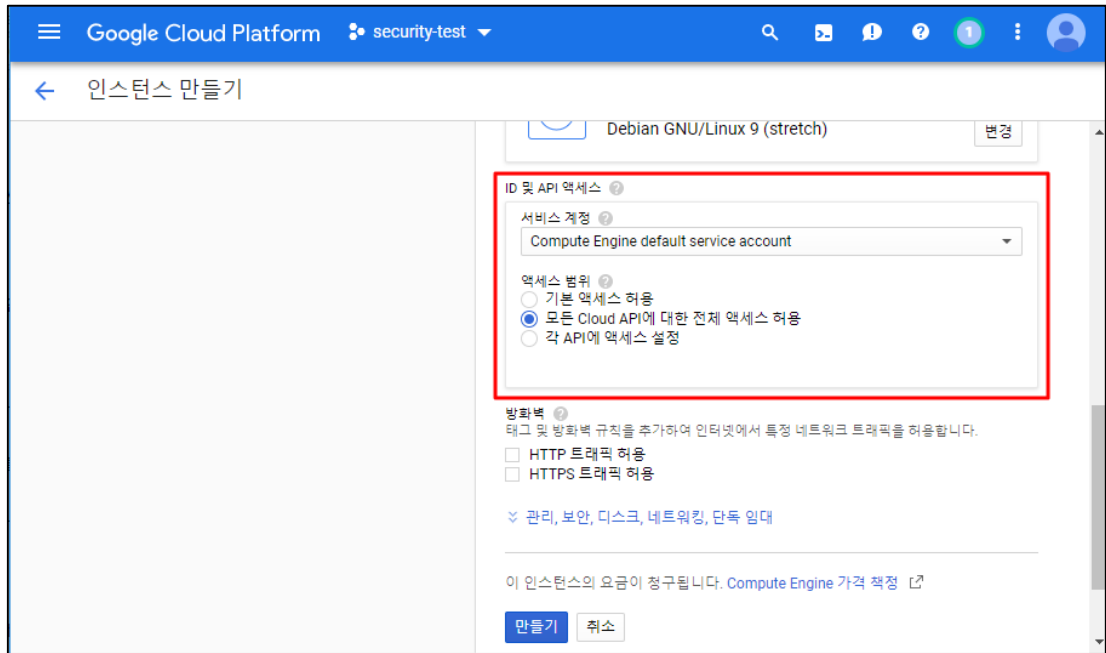 Google Cloud Platform security-test 1
인스턴스 만들기
Debian GNU/Linux 9 (stretch) 변경
ID 및 API 액세스
서비스 계정
Compute Engine default service account
액세스 범위
기본 액세스 허용
모든 Cloud API에 대한 전체 액세스 허용
각 API에 액세스 설정
방화벽
태그 및 방화벽 규칙을 추가하여 인터넷에서 특정 네트워크 트래픽을 허용합니다.
HTTP 트래픽 허용
HTTPS 트래픽 허용
관리, 보안, 디스크, 네트워킹, 단독 임대
이 인스턴스의 요금이 청구됩니다. Compute Engine 가격 책정
만들기 취소